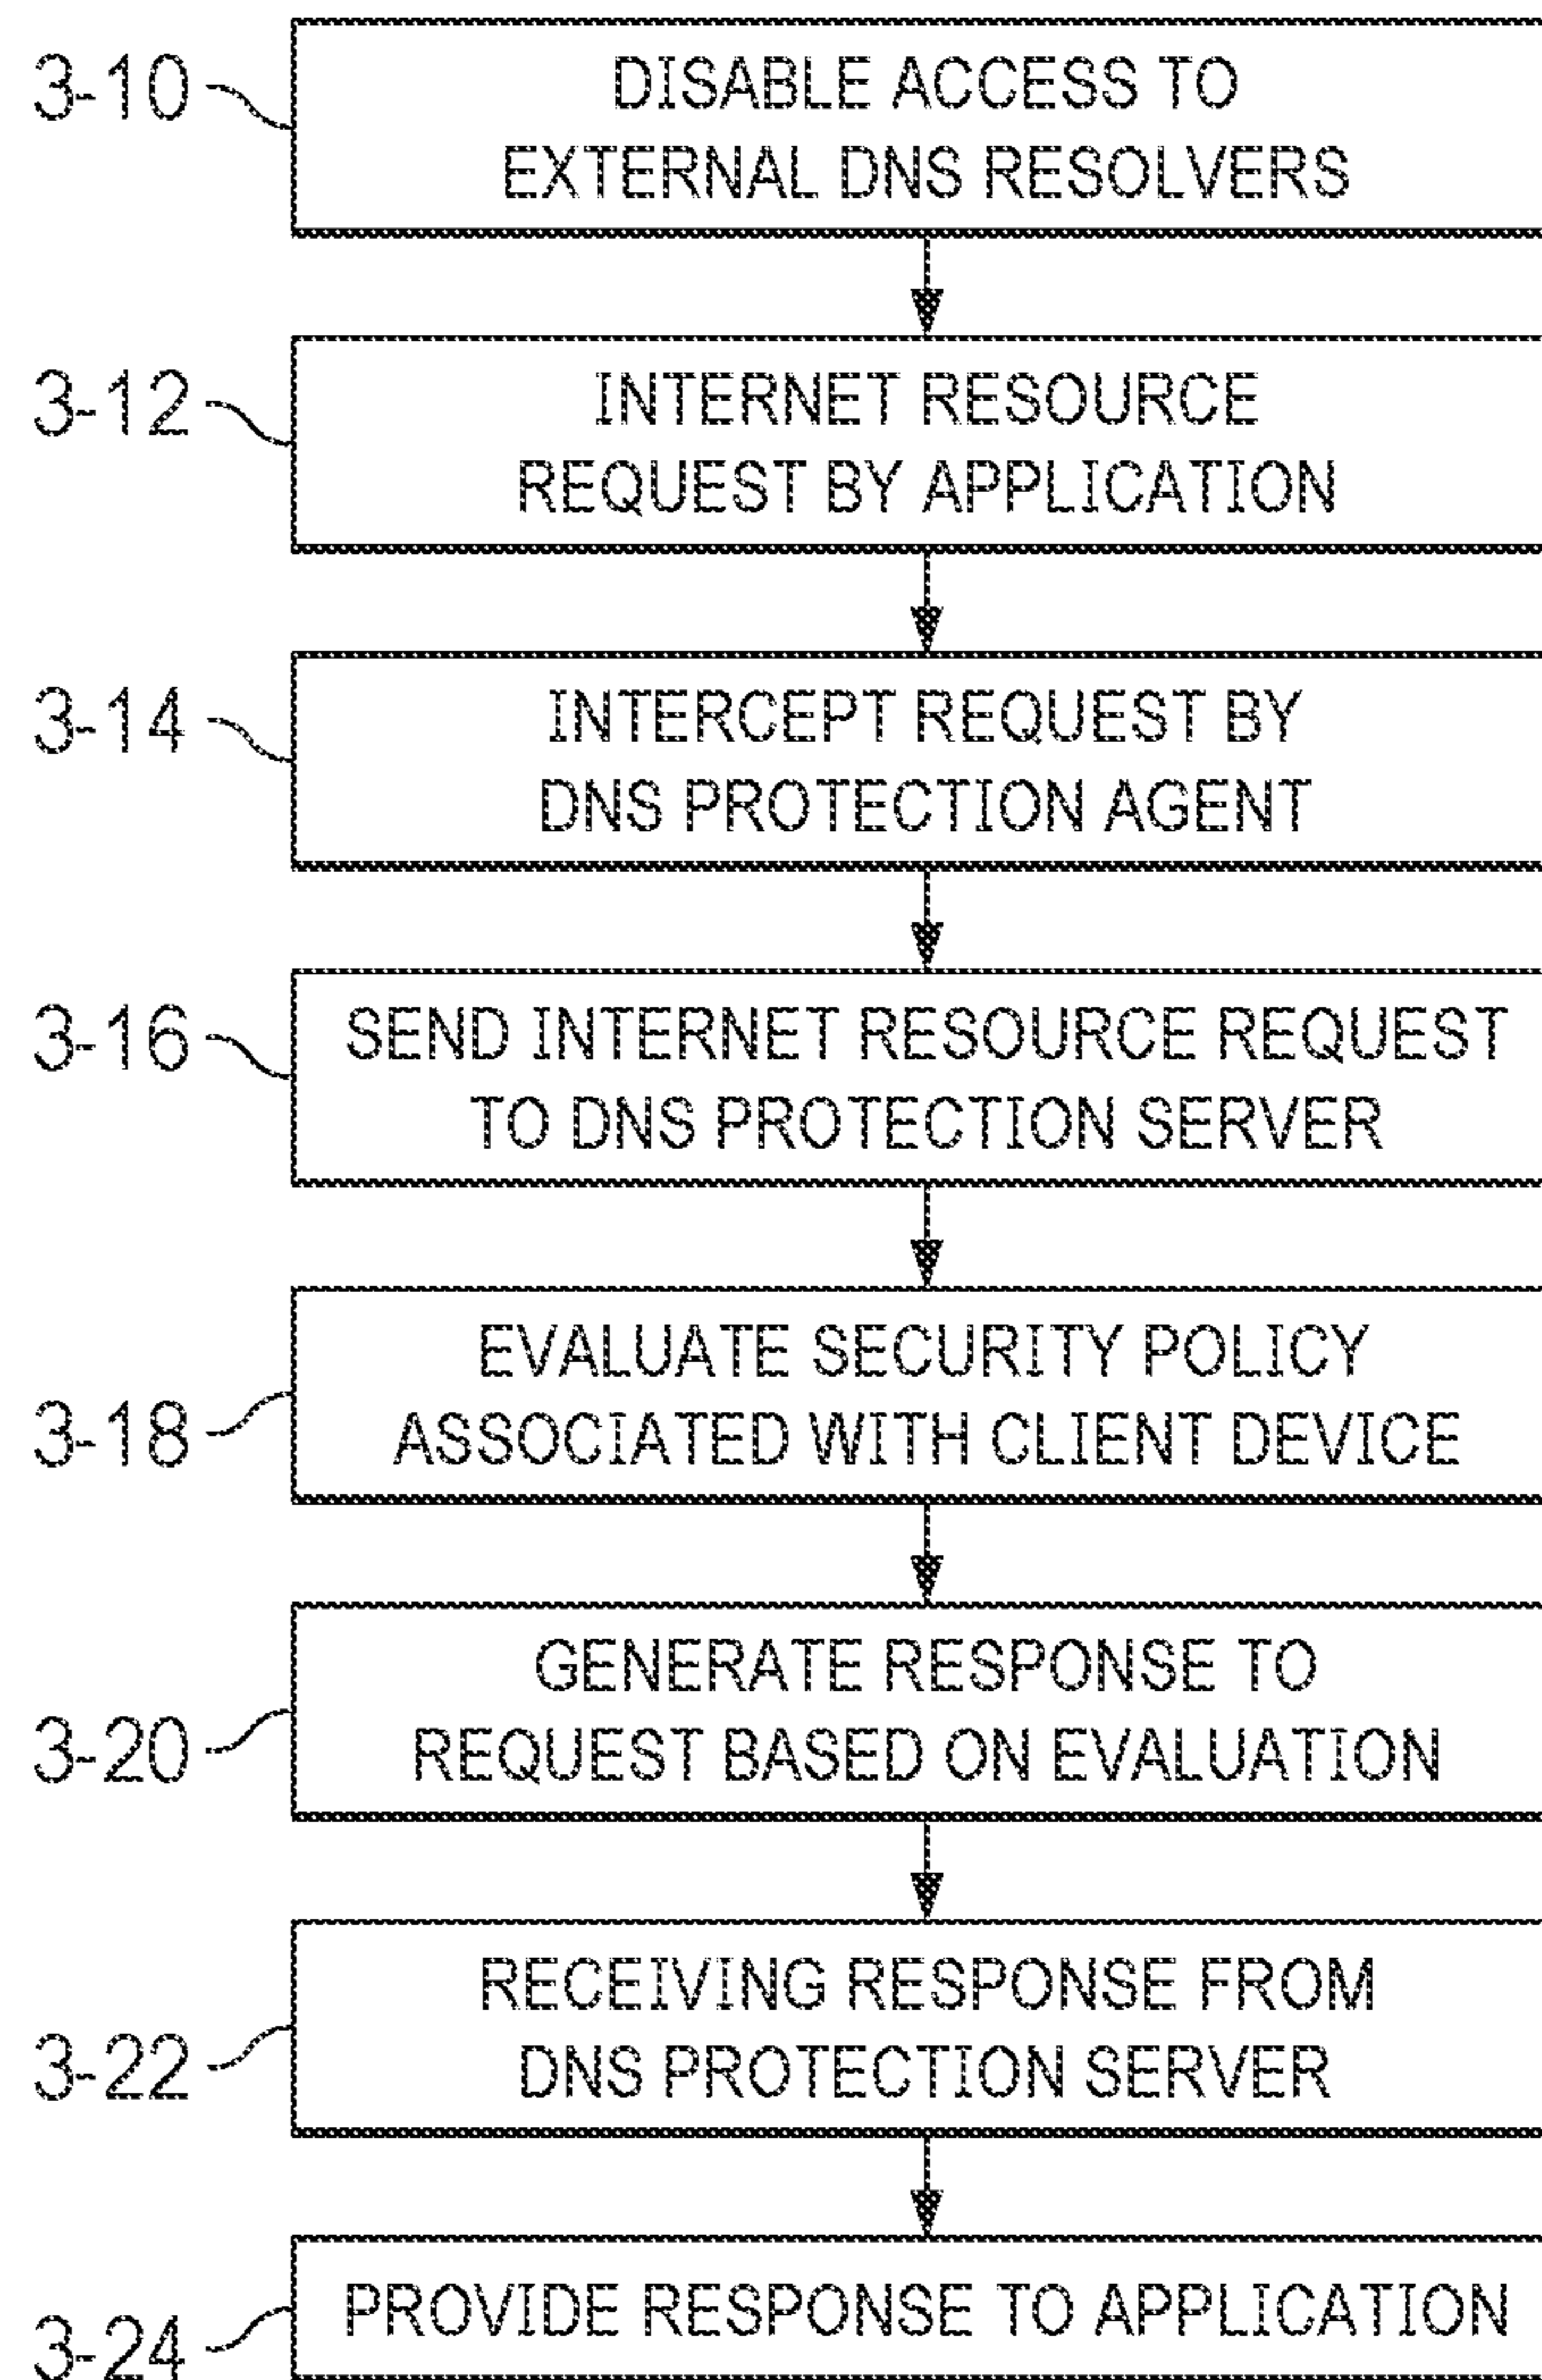 3-10
DISABLE ACCESS TO
EXTERNAL DNS RESOLVERS
3-12
INTERNET RESOURCE
REQUEST BY APPLICATION
3-14
INTERCEPT REQUEST BY
DNS PROTECTION AGENT
3-16
SEND INTERNET RESOURCE REQUEST
TO DNS PROTECTION SERVER
3-18
EVALUATE SECURITY POLICY
ASSOCIATED WITH CLIENT DEVICE
3-20
GENERATE RESPONSE TO
REQUEST BASED ON EVALUATION
3-22
RECEIVING RESPONSE FROM
DNS PROTECTION SERVER
3-24
PROVIDE RESPONSE TO APPLICATION